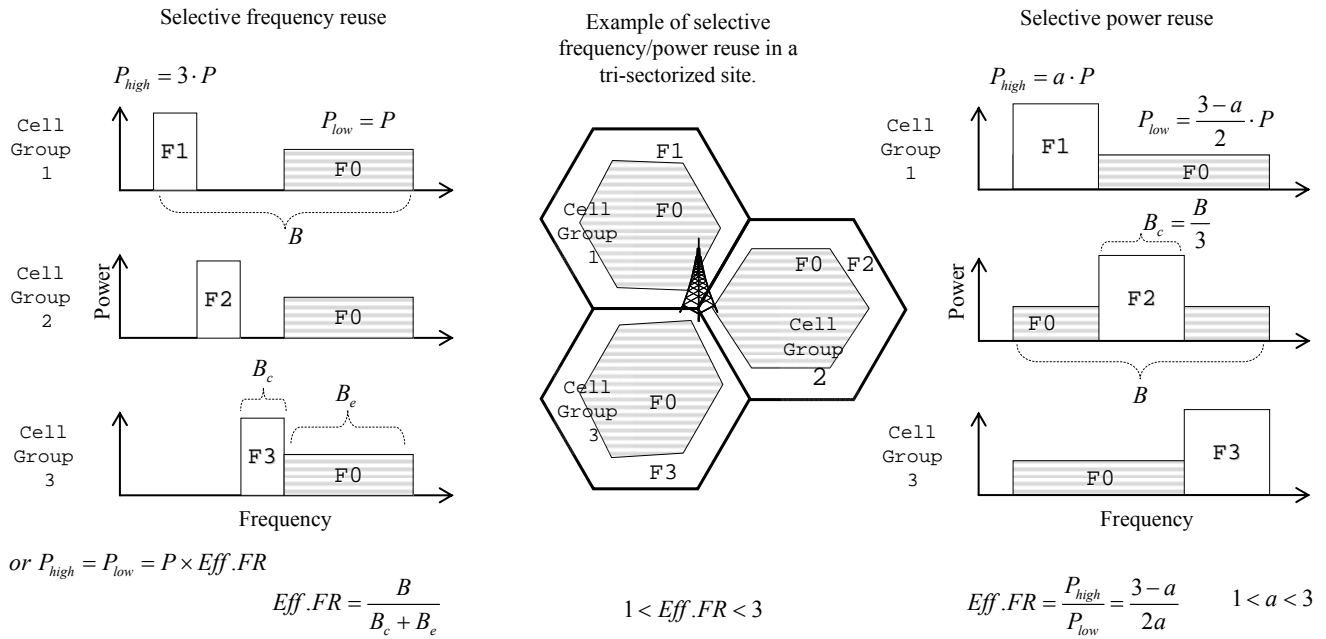 Selective frequency reuse
P_high = 3 · P
Cell Group 1
F1
P_low = P
F0
B
Cell Group 2
Power
F2
F0
B_c
B_e
Cell Group 3
F3
F0
Frequency
or P_high = P_low = P × Eff.FR
Eff.FR = B / (B_c + B_e)
Example of selective
frequency/power reuse in a
tri-sectorized site.
F1
F0
Cell Group 1
F0
F2
Cell Group 2
Cell Group 3
F0
F3
1 < Eff.FR < 3
Selective power reuse
P_high = a · P
Cell Group 1
F1
P_low = (3 − a) / 2 · P
F0
B_c = B / 3
Cell Group 2
Power
F0
F2
B
Cell Group 3
F0
F3
Frequency
Eff.FR = P_high / P_low = (3 − a) / 2a
1 < a < 3